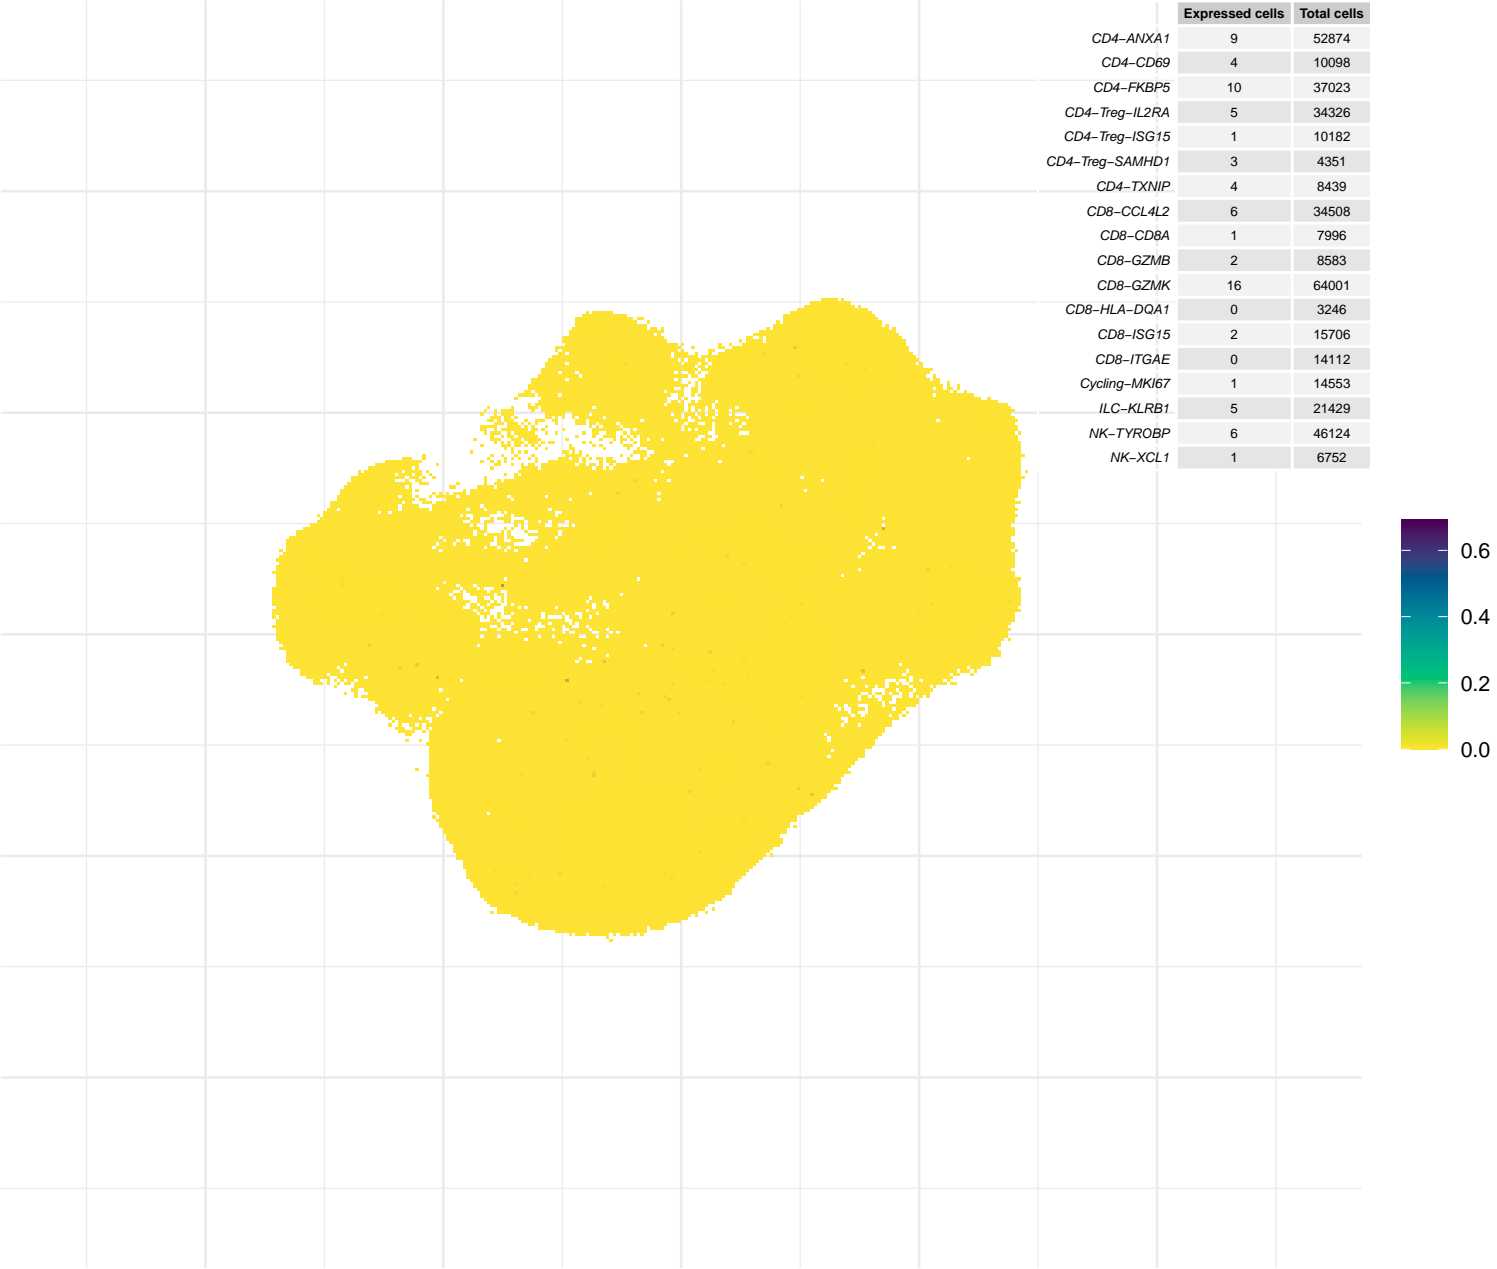 Expressed cells Total cells
CD4−ANXA1 9 52874
CD4−CD69 4 10098
CD4−FKBP5 10 37023
CD4−Treg−IL2RA 5 34326
CD4−Treg−ISG15 1 10182
CD4−Treg−SAMHD1 3 4351
CD4−TXNIP 4 8439
CD8−CCL4L2 6 34508
CD8−CD8A 1 7996
CD8−GZMB 2 8583
CD8−GZMK 16 64001
CD8−HLA−DQA1 0 3246
CD8−ISG15 2 15706
CD8−ITGAE 0 14112
Cycling−MKI67 1 14553
ILC−KLRB1 5 21429
NK−TYROBP 6 46124
NK−XCL1 1 6752
0.6
0.4
0.2
0.0